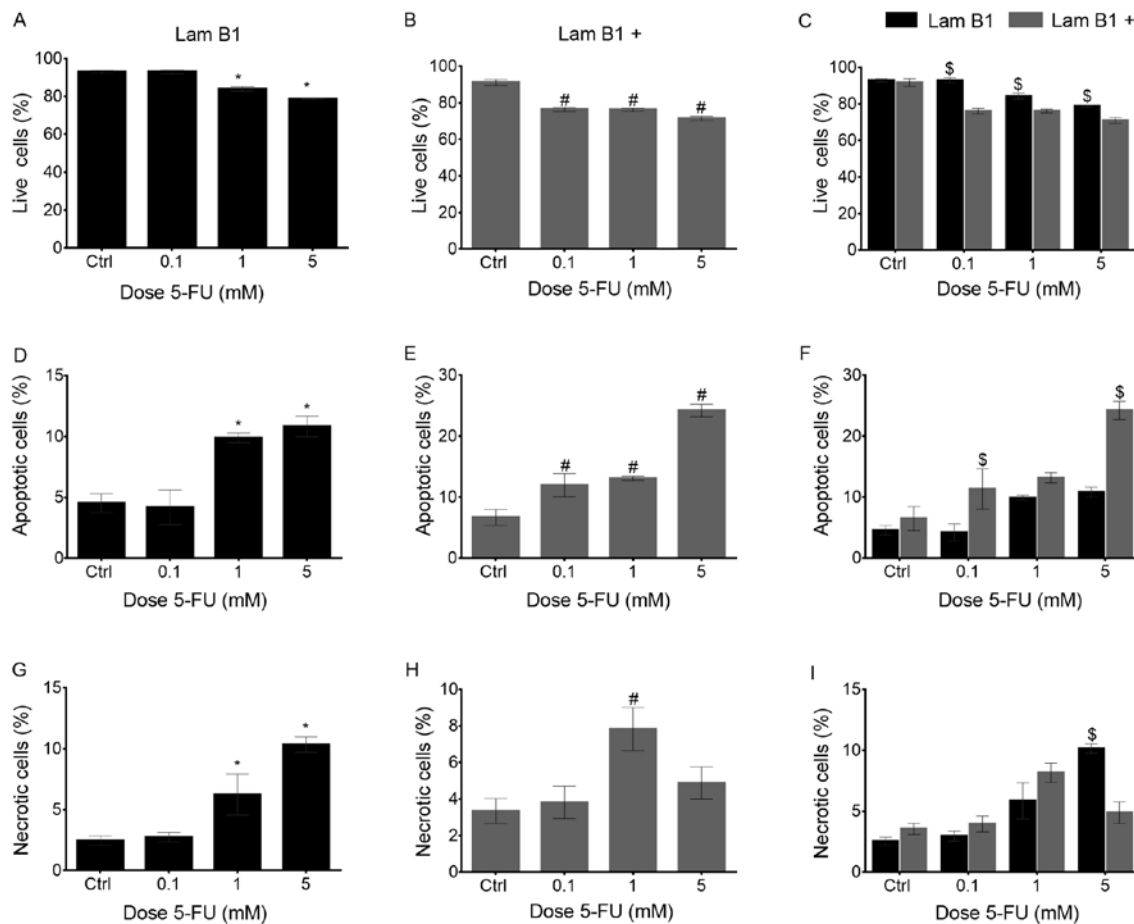 A
Lam B1
Live cells (%)
100
80
60
40
20
0
*
*
Ctrl 0.1 1 5
Dose 5-FU (mM)
B
Lam B1 +
Live cells (%)
100
80
60
40
20
0
# # #
Ctrl 0.1 1 5
Dose 5-FU (mM)
C
Lam B1 Lam B1 +
Live cells (%)
100
80
60
40
20
0
$ $ $
Ctrl 0.1 1 5
Dose 5-FU (mM)
D
Apoptotic cells (%)
15
10
5
0
* *
Ctrl 0.1 1 5
Dose 5-FU (mM)
E
Apoptotic cells (%)
30
20
10
0
# # #
Ctrl 0.1 1 5
Dose 5-FU (mM)
F
Apoptotic cells (%)
30
20
10
0
$ $
Ctrl 0.1 1 5
Dose 5-FU (mM)
G
Necrotic cells (%)
15
10
5
0
* *
Ctrl 0.1 1 5
Dose 5-FU (mM)
H
Necrotic cells (%)
10
8
6
4
2
0
#
Ctrl 0.1 1 5
Dose 5-FU (mM)
I
Necrotic cells (%)
15
10
5
0
$
Ctrl 0.1 1 5
Dose 5-FU (mM)